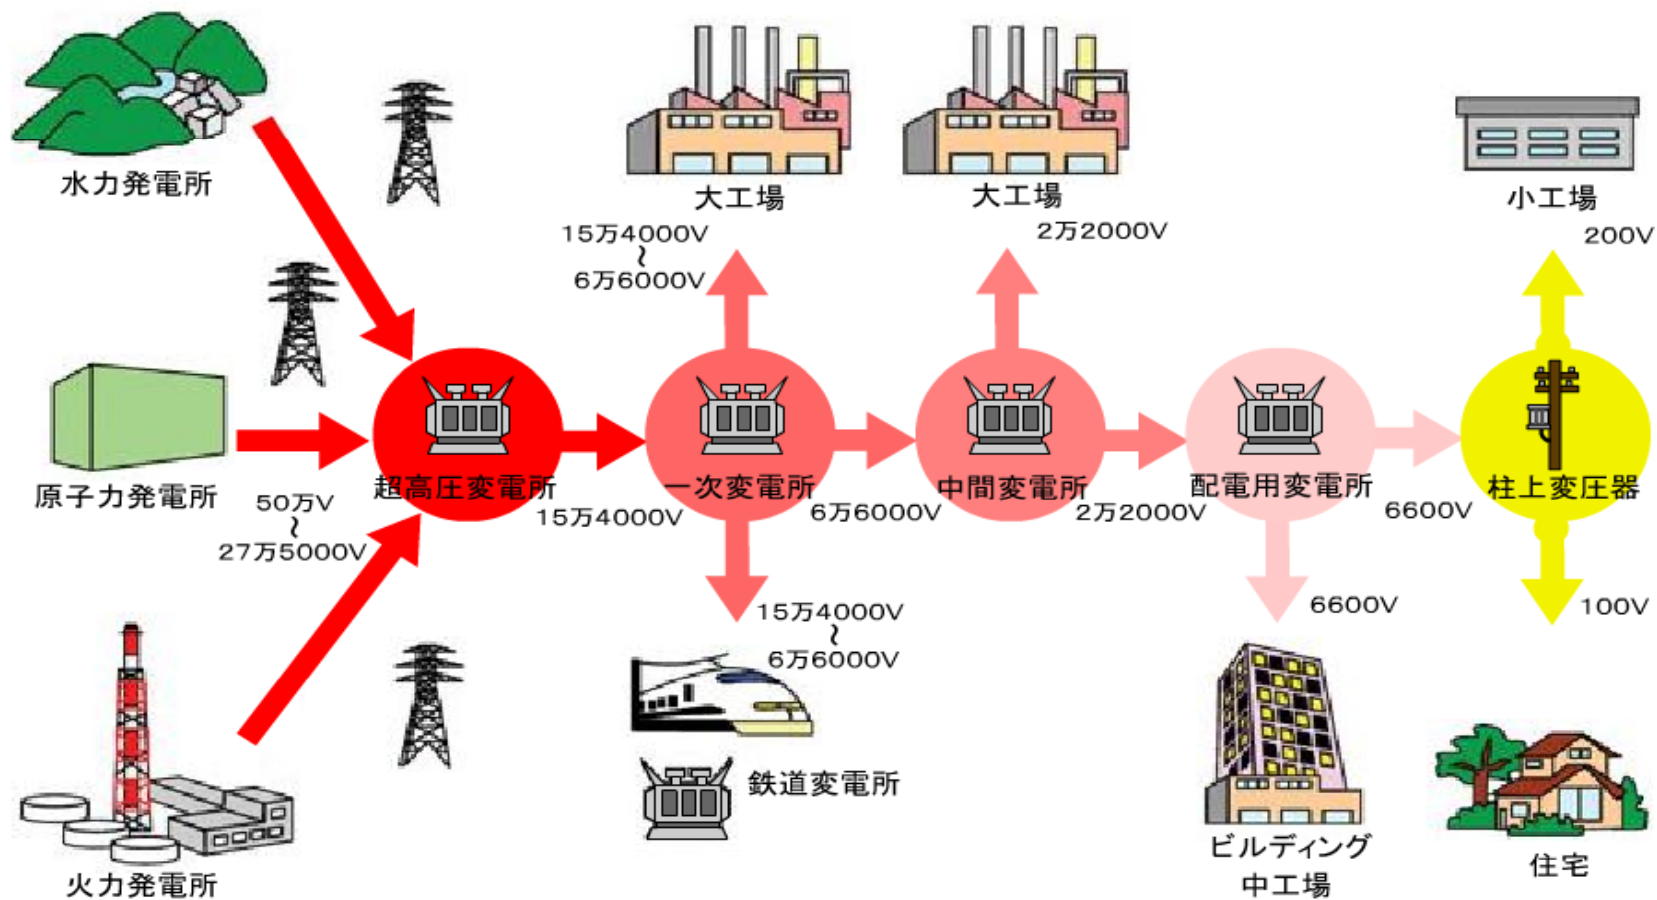 水力発電所
大工場
15万4000V
~
6万6000V
大工場
2万2000V
小工場
200V
原子力発電所
50万V
~
27万5000V
超高圧変電所
15万4000V
一次変電所
6万6000V
中間変電所
2万2000V
配電用変電所
6600V
柱上変圧器
15万4000V
~
6万6000V
鉄道変電所
6600V
100V
火力発電所
ビルディング
中工場
住宅